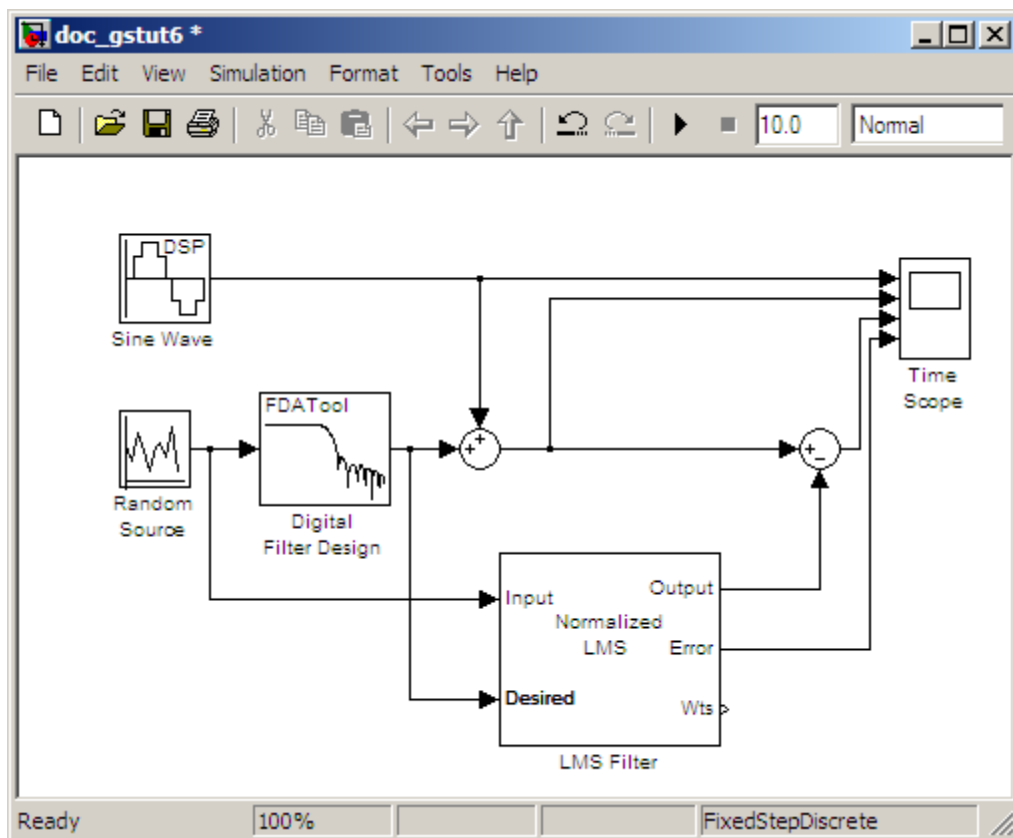 doc_gstut6 *
File Edit View Simulation Format Tools Help
10.0 Normal
DSP
Sine Wave
Time
Scope
FDATool
+ +
+ -
Random
Source
Digital
Filter Design
Input
Output
Normalized
LMS
Error
Desired
Wts
LMS Filter
Ready 100% FixedStepDiscrete